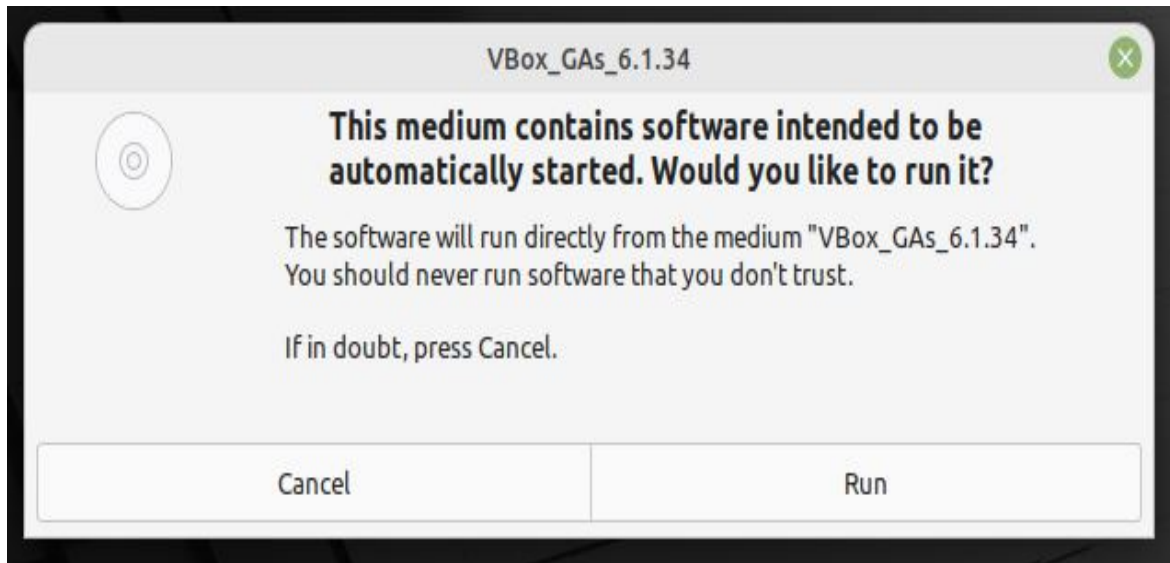 VBox_GAs_6.1.34
This medium contains software intended to be
automatically started. Would you like to run it?
The software will run directly from the medium "VBox_GAs_6.1.34".
You should never run software that you don't trust.
If in doubt, press Cancel.
Cancel
Run